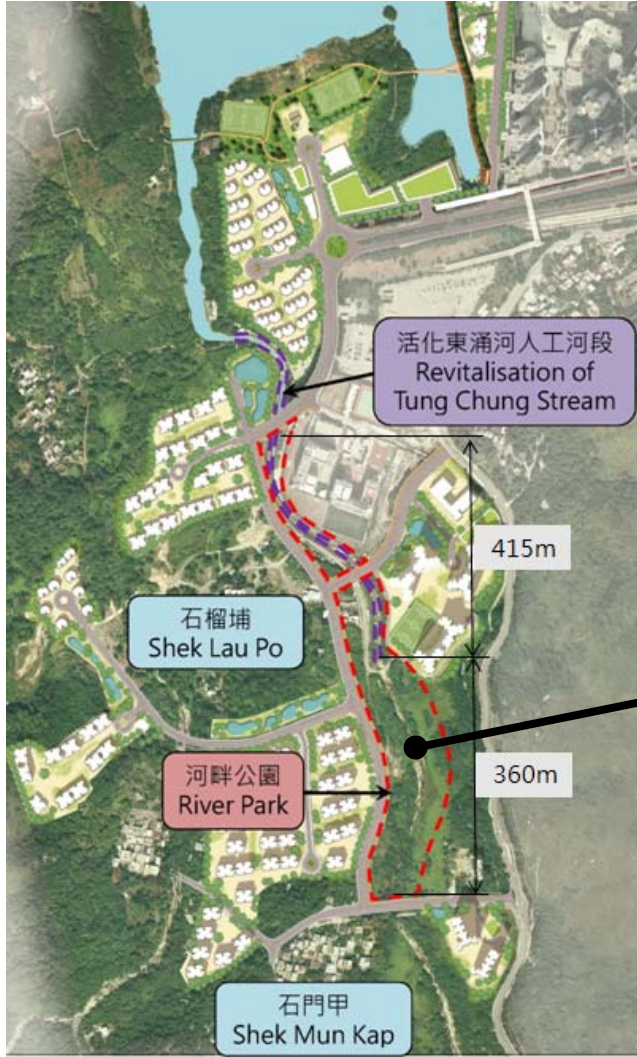 活化東涌河人工河段
Revitalisation of
Tung Chung Stream
415m
石榴埔
Shek Lau Po
河畔公園
River Park
360m
石門甲
Shek Mun Kap